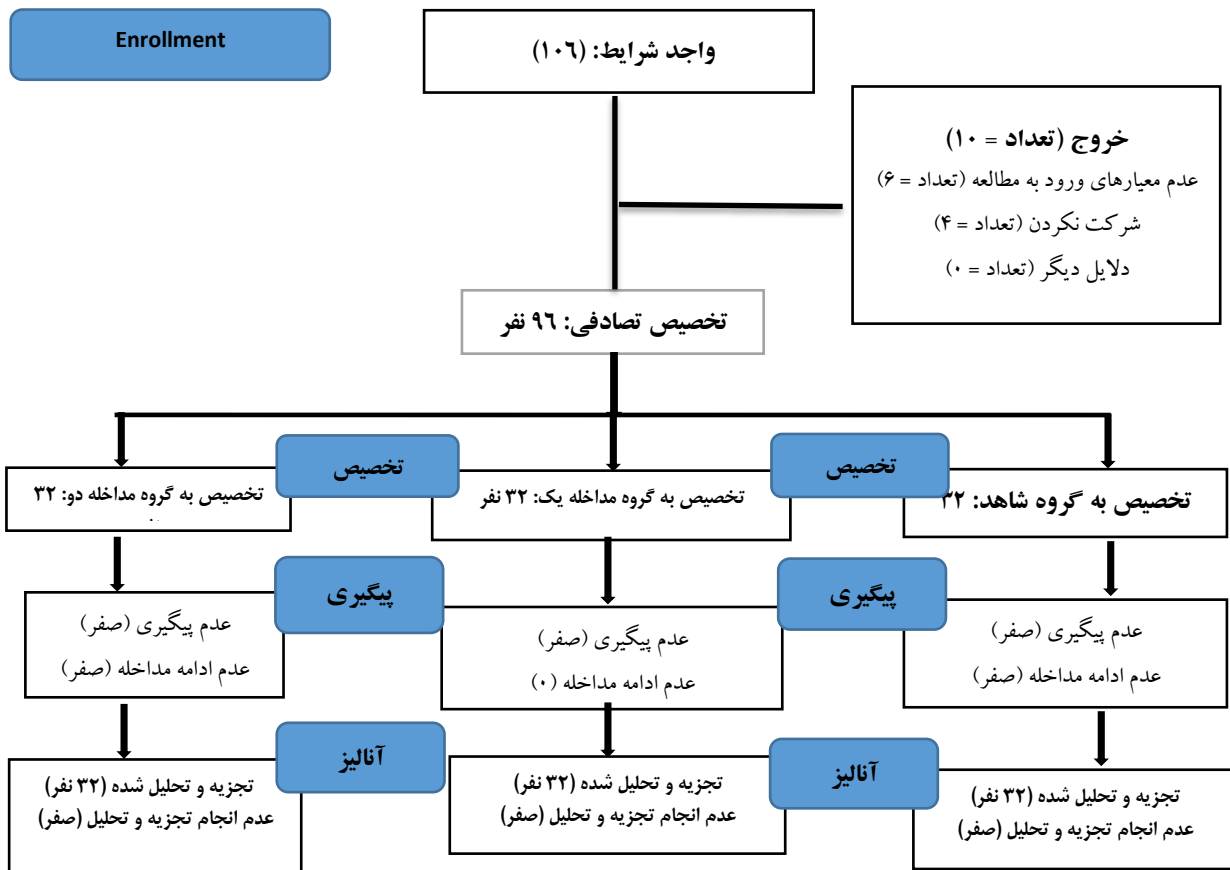 Enrollment
واجد شرایط: (١٠٦)
خروج (تعداد = ۱۰)
عدم معیارهای ورود به مطالعه (تعداد = ۶)
شرکت نکردن (تعداد = ۴)
دلایل دیگر (تعداد = ۰)
تخصیص تصادفی: ٩٦ نفر
تخصیص
تخصیص
تخصیص به گروه شاهد: ۳۲
تخصیص به گروه مداخله یک: ۳۲ نفر
تخصیص به گروه مداخله دو: ۳۲
پیگیری
پیگیری
عدم پیگیری (صفر)
عدم ادامه مداخله (صفر)
عدم پیگیری (صفر)
عدم ادامه مداخله (۰)
عدم پیگیری (صفر)
عدم ادامه مداخله (صفر)
آنالیز
آنالیز
تجزیه و تحلیل شده (۳۲ نفر)
عدم انجام تجزیه و تحلیل (صفر)
تجزیه و تحلیل شده (۳۲ نفر)
عدم انجام تجزیه و تحلیل (صفر)
تجزیه و تحلیل شده (۳۲ نفر)
عدم انجام تجزیه و تحلیل (صفر)